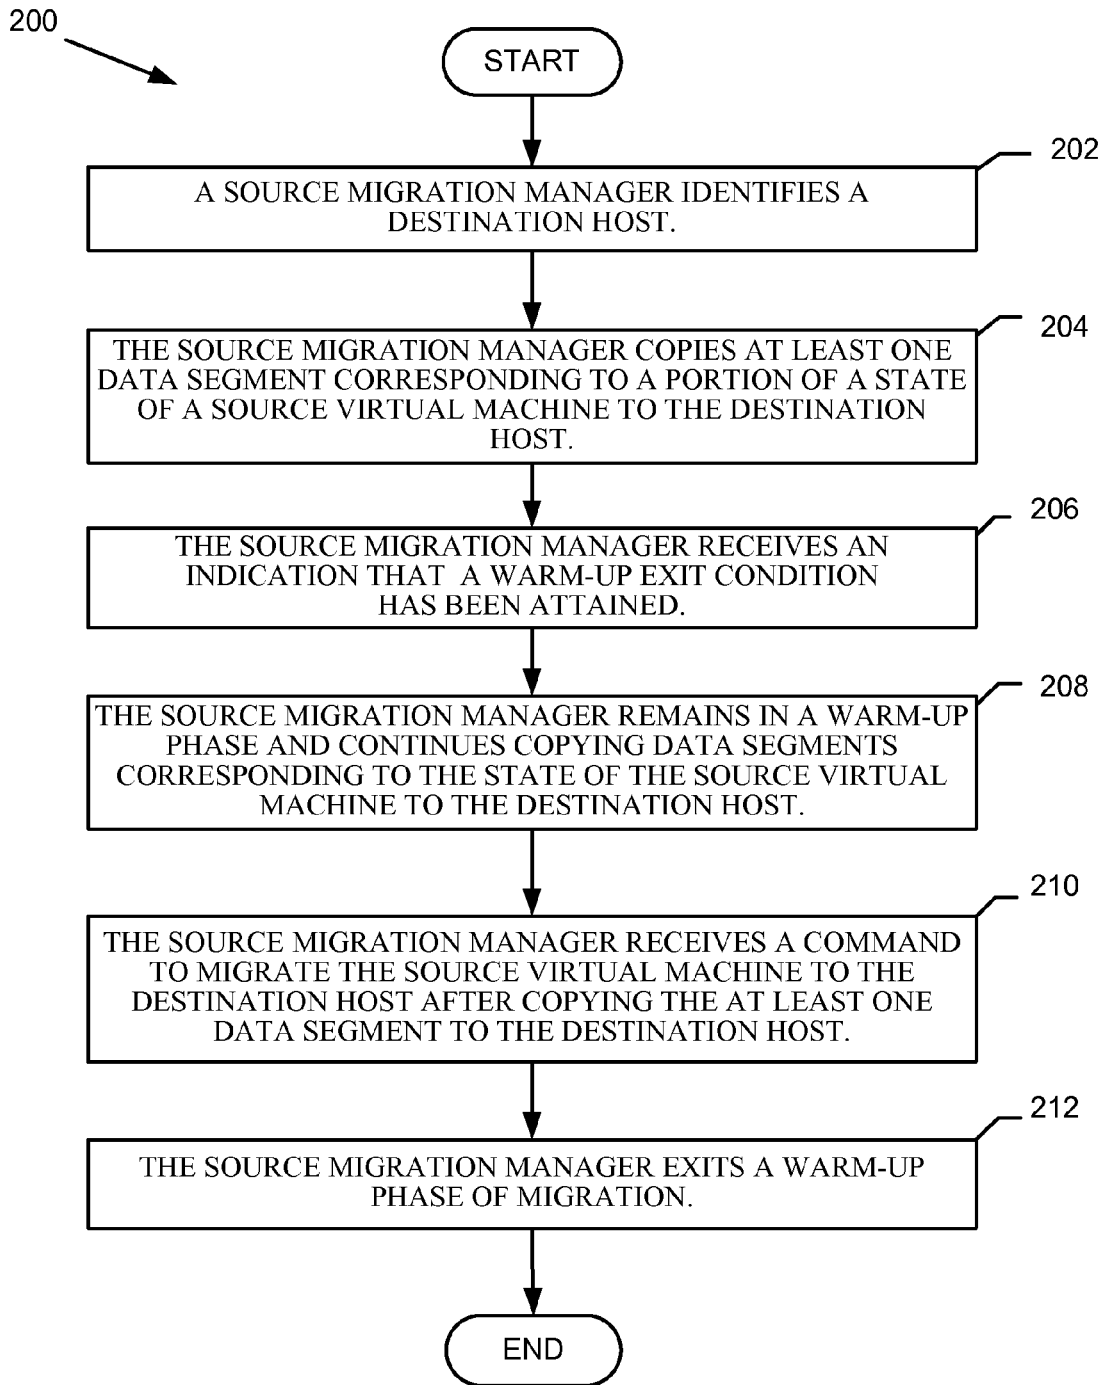 200
START
202
A SOURCE MIGRATION MANAGER IDENTIFIES A
DESTINATION HOST.
204
THE SOURCE MIGRATION MANAGER COPIES AT LEAST ONE
DATA SEGMENT CORRESPONDING TO A PORTION OF A STATE
OF A SOURCE VIRTUAL MACHINE TO THE DESTINATION
HOST.
206
THE SOURCE MIGRATION MANAGER RECEIVES AN
INDICATION THAT A WARM-UP EXIT CONDITION
HAS BEEN ATTAINED.
208
THE SOURCE MIGRATION MANAGER REMAINS IN A WARM-UP
PHASE AND CONTINUES COPYING DATA SEGMENTS
CORRESPONDING TO THE STATE OF THE SOURCE VIRTUAL
MACHINE TO THE DESTINATION HOST.
210
THE SOURCE MIGRATION MANAGER RECEIVES A COMMAND
TO MIGRATE THE SOURCE VIRTUAL MACHINE TO THE
DESTINATION HOST AFTER COPYING THE AT LEAST ONE
DATA SEGMENT TO THE DESTINATION HOST.
212
THE SOURCE MIGRATION MANAGER EXITS A WARM-UP
PHASE OF MIGRATION.
END